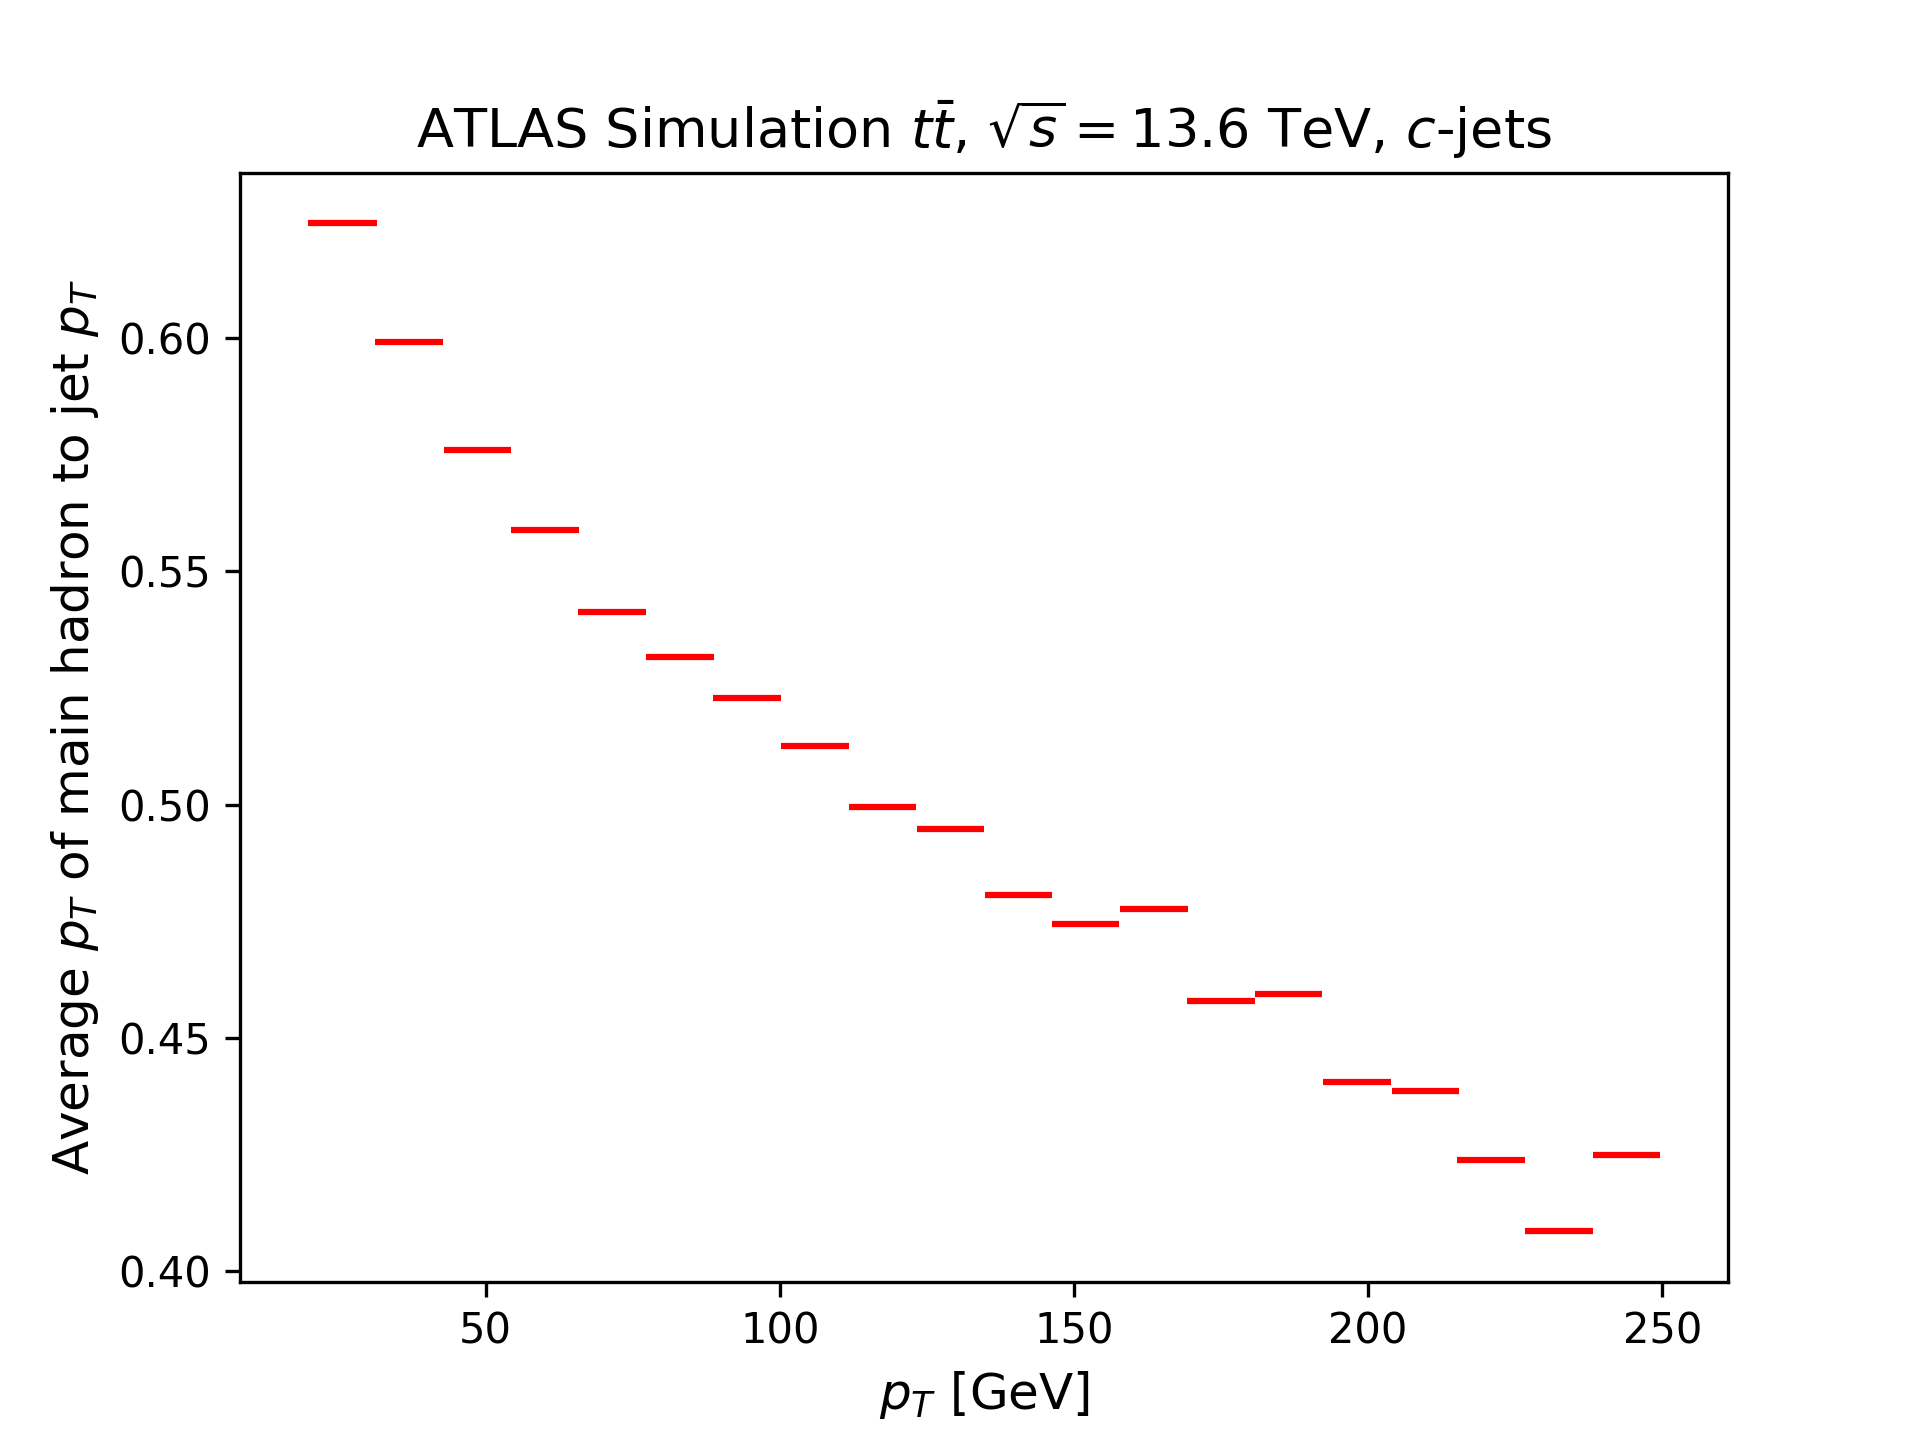 ATLAS Simulation $t\bar{t}$, $\sqrt{s} = 13.6$ TeV, $c$-jets
Average $p_T$ of main hadron to jet $p_T$
0.60
0.55
0.50
0.45
0.40
50 100 150 200 250
$p_T$ [GeV]